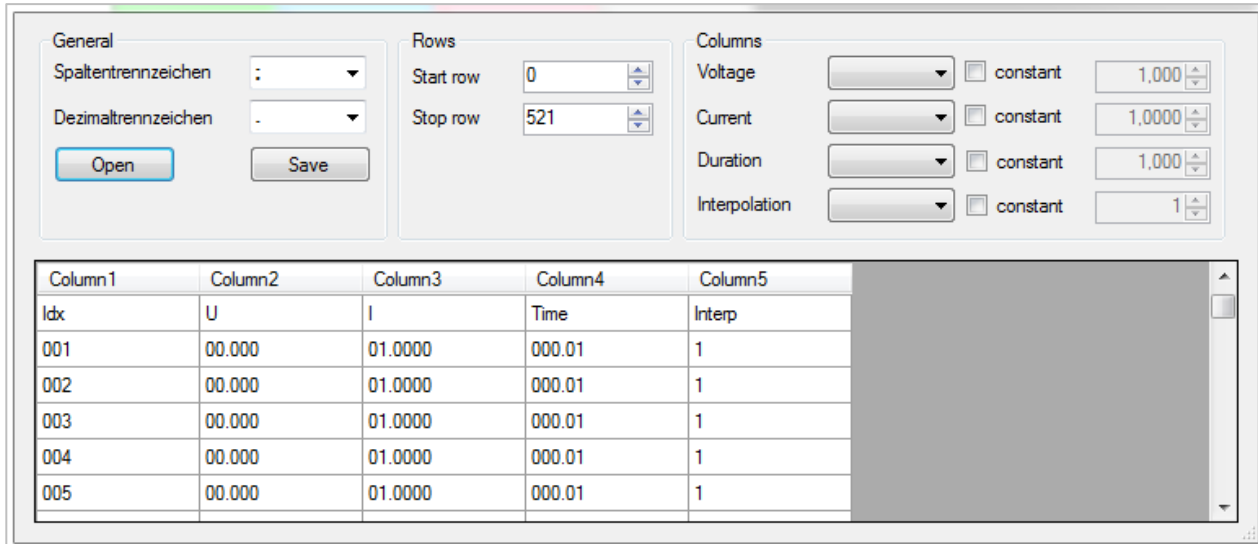 General
Spaltentrennzeichen ;
Dezimaltrennzeichen .
Open Save
Rows
Start row 0
Stop row 521
Columns
Voltage constant 1,000
Current constant 1,0000
Duration constant 1,000
Interpolation constant 1
Column1 Column2 Column3 Column4 Column5
Idx U I Time Interp
001 00.000 01.0000 000.01 1
002 00.000 01.0000 000.01 1
003 00.000 01.0000 000.01 1
004 00.000 01.0000 000.01 1
005 00.000 01.0000 000.01 1